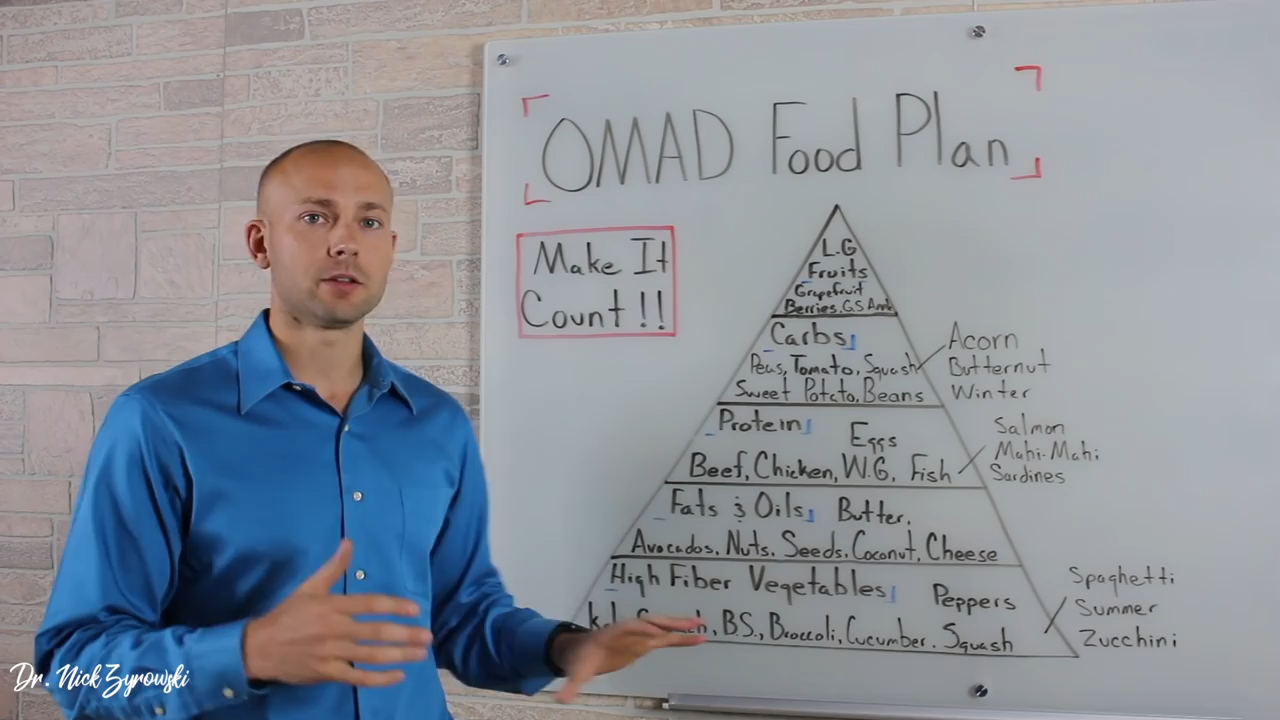 OMAD Food Plan
Make It
Count!!
L.G
Fruits
Grapefruit
Berries, G.S
Carbs
Peas, Tomato, Squash
Sweet Potato, Beans
Acorn
Butternut
Winter
Protein
Eggs
Beef, Chicken, W.G. Fish
Salmon
Mahi-Mahi
Sardines
Fats & Oils Butter,
Avocados, Nuts, Seeds, Coconut, Cheese
High Fiber Vegetables Peppers
B.S., Broccoli, Cucumber, Squash
Spaghetti
Summer
Zucchini
Dr. Nick Zyrowski